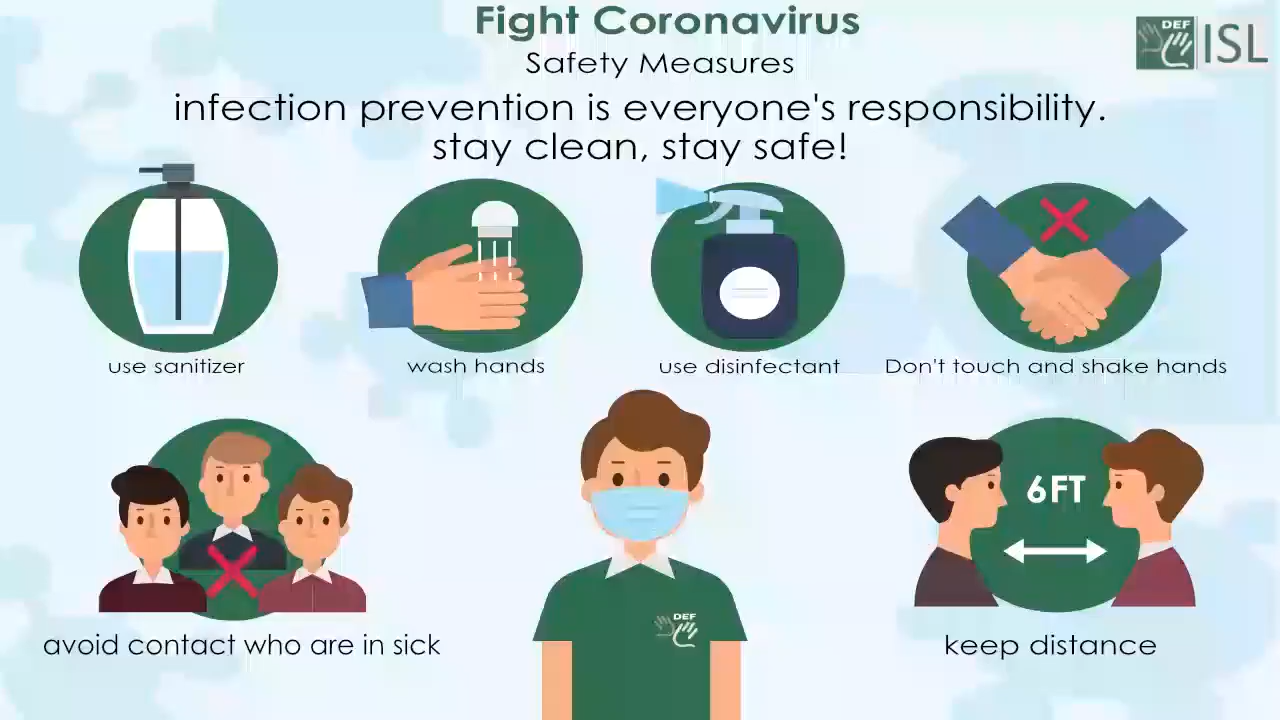 Fight Coronavirus
DEF
ISL
Safety Measures
infection prevention is everyone's responsibility.
stay clean, stay safe!
use sanitizer
wash hands
use disinfectant
Don't touch and shake hands
6FT
DEF
avoid contact who are in sick
keep distance